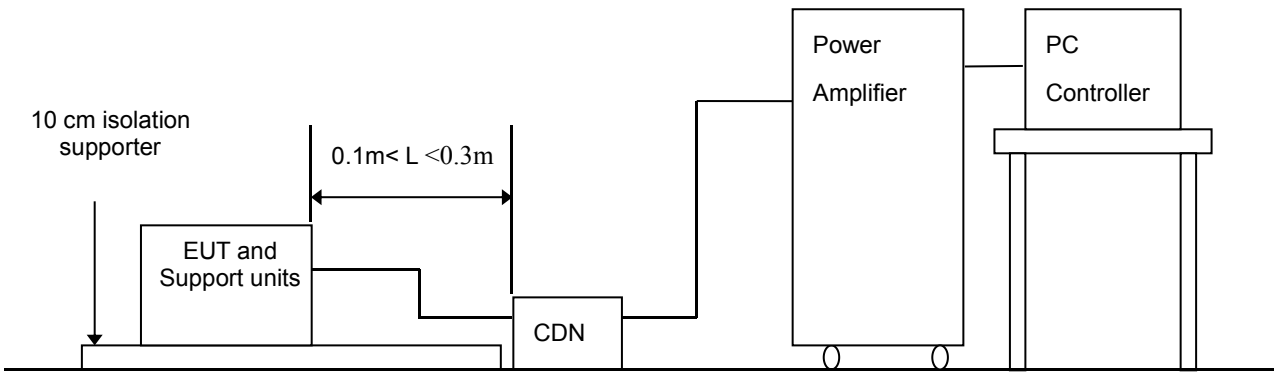 10 cm isolation
supporter
0.1m< L <0.3m
EUT and
Support units
CDN
Power
Amplifier
PC
Controller